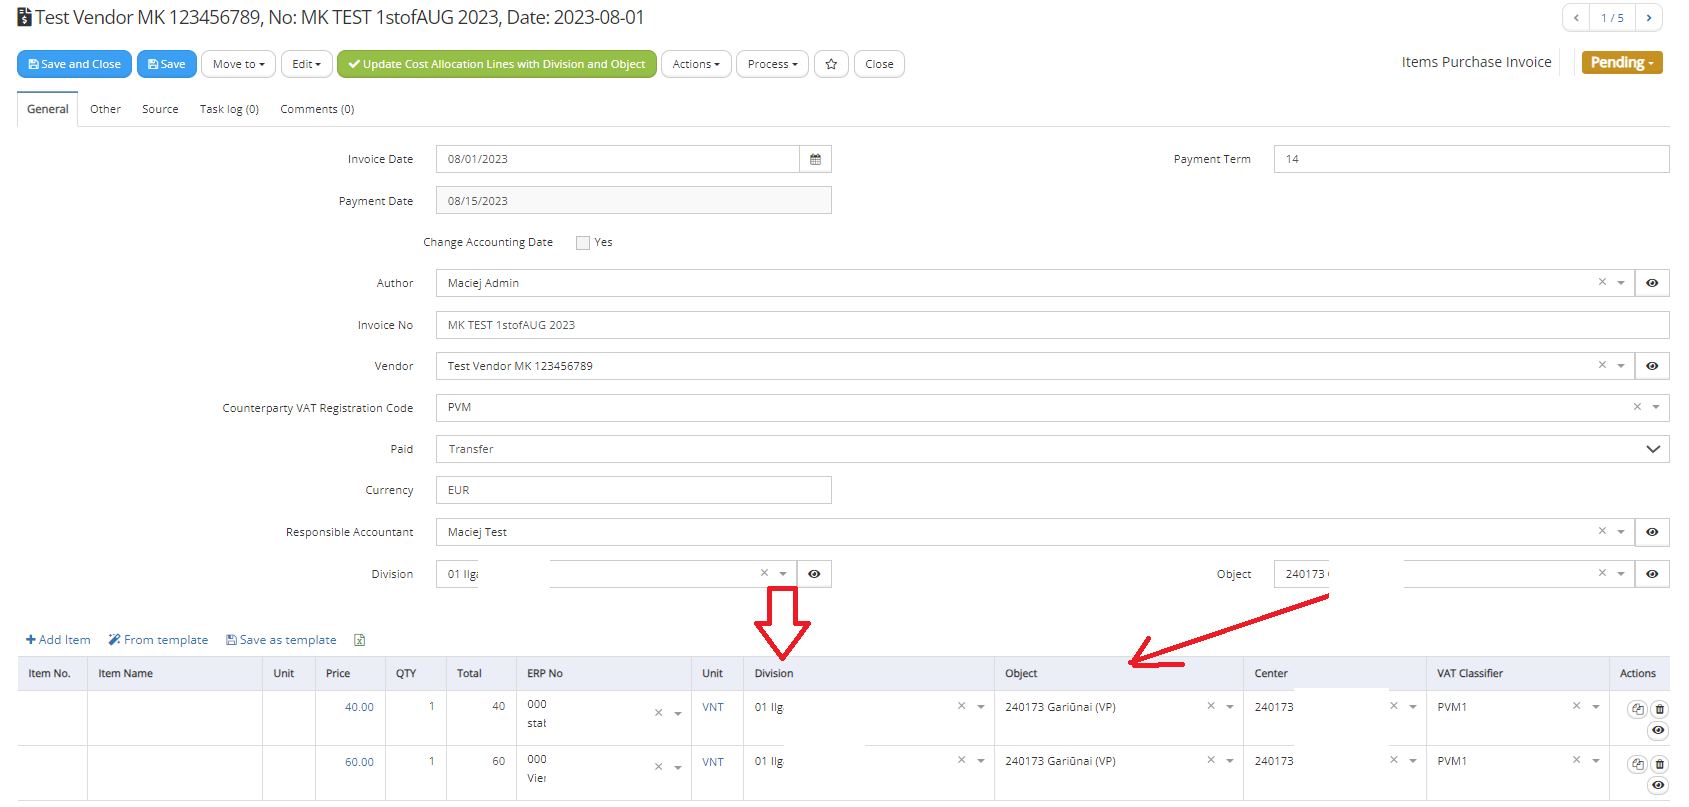 Test Vendor MK 123456789, No: MK TEST 1stofAUG 2023, Date: 2023-08-01
1 / 5
Save and Close Save Move to Edit Update Cost Allocation Lines with Division and Object Actions Process Close
Items Purchase Invoice Pending
General Other Source Task log (0) Comments (0)
Invoice Date 08/01/2023 Payment Term 14
Payment Date 08/15/2023
Change Accounting Date Yes
Author Maciej Admin
Invoice No MK TEST 1stofAUG 2023
Vendor Test Vendor MK 123456789
Counterparty VAT Registration Code PVM
Paid Transfer
Currency EUR
Responsible Accountant Maciej Test
Division 01 Ilga Object 240173
Add Item From template Save as template
Item No. Item Name Unit Price QTY Total ERP No Unit Division Object Center VAT Classifier Actions
40.00 1 40 000 VNT 01 Ilg 240173 Gariūnai (VP) 240173 PVM1
stab
60.00 1 60 000 VNT 01 Ilg 240173 Gariūnai (VP) 240173 PVM1
Vier